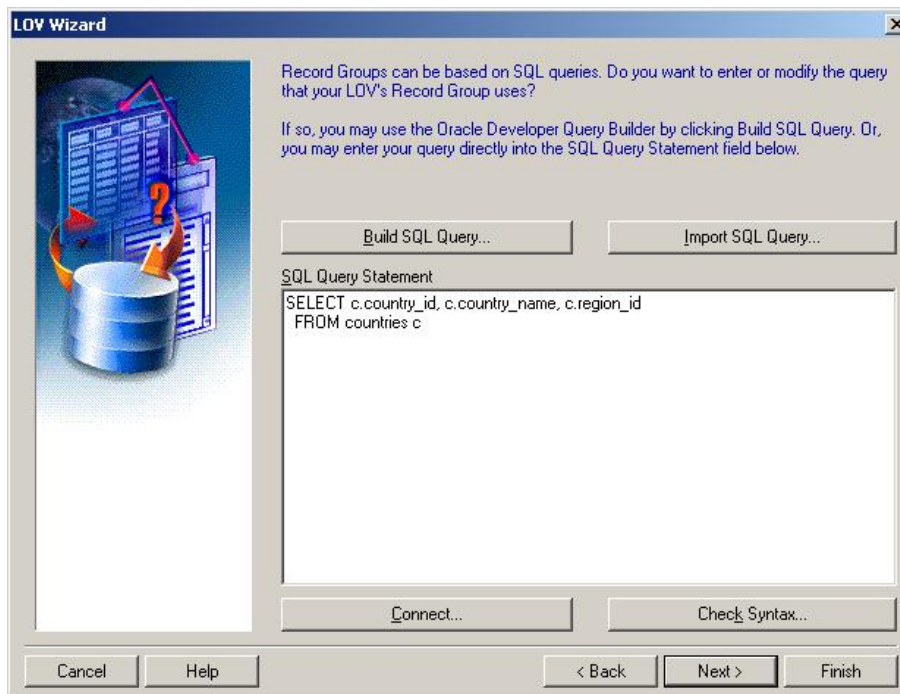 LOV Wizard
Record Groups can be based on SQL queries. Do you want to enter or modify the query
that your LOV's Record Group uses?
If so, you may use the Oracle Developer Query Builder by clicking Build SQL Query. Or,
you may enter your query directly into the SQL Query Statement field below.
Build SQL Query... Import SQL Query...
SQL Query Statement
SELECT c.country_id, c.country_name, c.region_id
FROM countries c
Connect... Check Syntax...
Cancel Help < Back Next > Finish